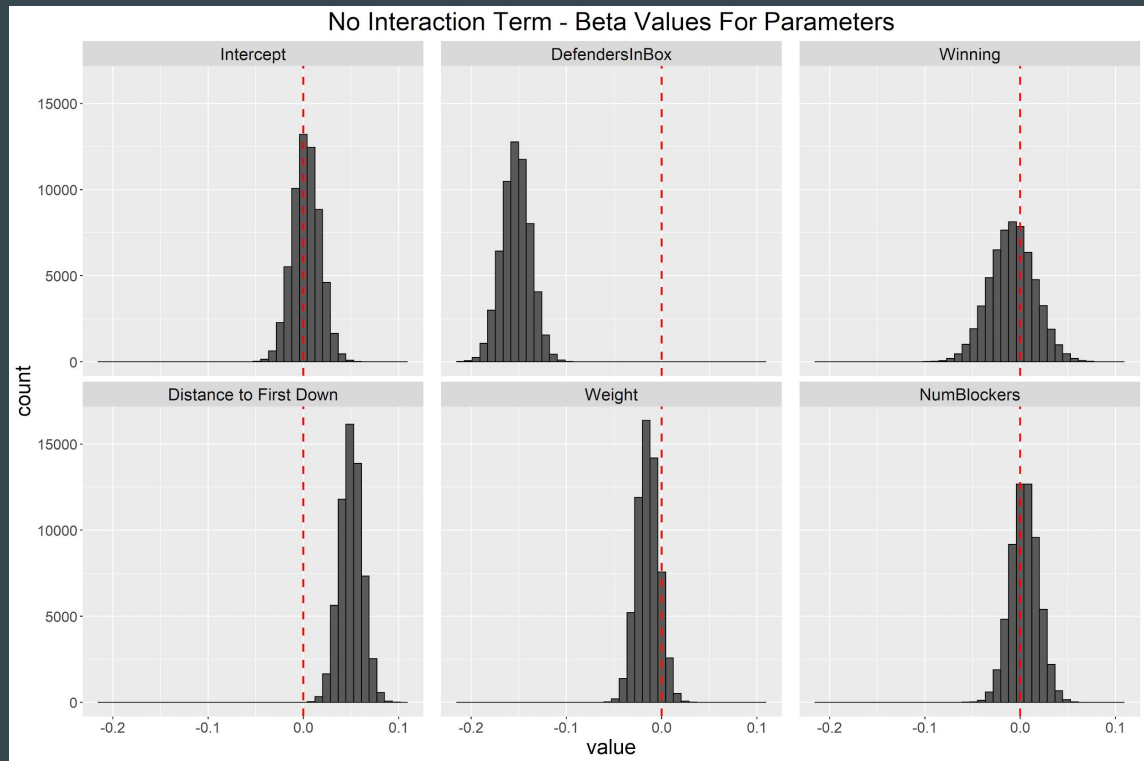 No Interaction Term - Beta Values For Parameters
Intercept
DefendersInBox
Winning
15000
10000
5000
0
Distance to First Down
Weight
NumBlockers
15000
10000
5000
0
count
-0.2 -0.1 0.0 0.1
-0.2 -0.1 0.0 0.1
-0.2 -0.1 0.0 0.1
value